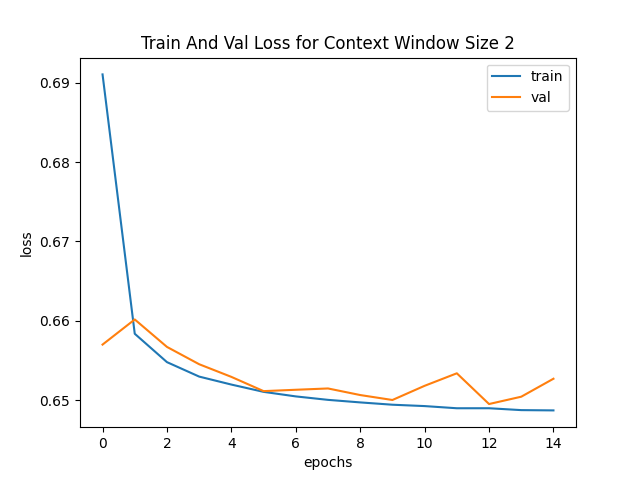 Train And Val Loss for Context Window Size 2
train
val
0.69
0.68
0.67
0.66
0.65
loss
0 2 4 6 8 10 12 14
epochs